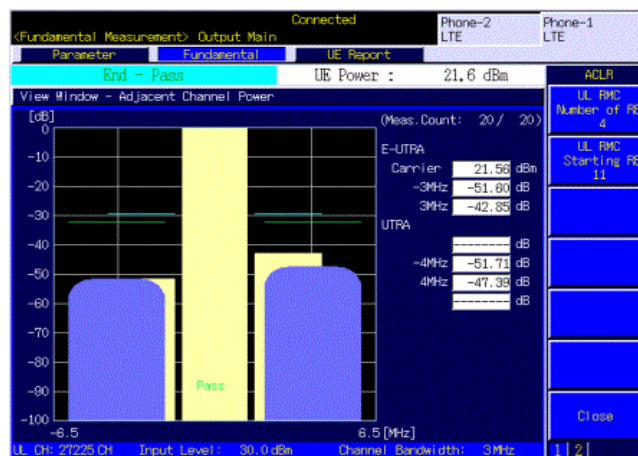 Connected
Phone-2
LTE
Phone-1
LTE
<Fundamental Measurement> Output Main
Parameter
Fundamental
UE Report
End - Pass
UE Power :
21.6 dBm
ACLR
View Window - Adjacent Channel Power
UL RMC
Number of RB
4
[dB]
(Meas.Count: 20 / 20)
0
-10
-20
-30
-40
-50
-60
-70
-80
-90
-100
E-UTRA
Carrier 21.56 dBm
-3MHz -51.60 dB
3MHz -42.85 dB
UTRA
------- dB
-4MHz -51.71 dB
4MHz -47.39 dB
------- dB
UL RMC
Starting RB
11
Pass
-6.5
6.5 [MHz]
Close
UL CH: 27225 CH Input Level: 30.0 dBm Channel Bandwidth: 3 MHz
1 2